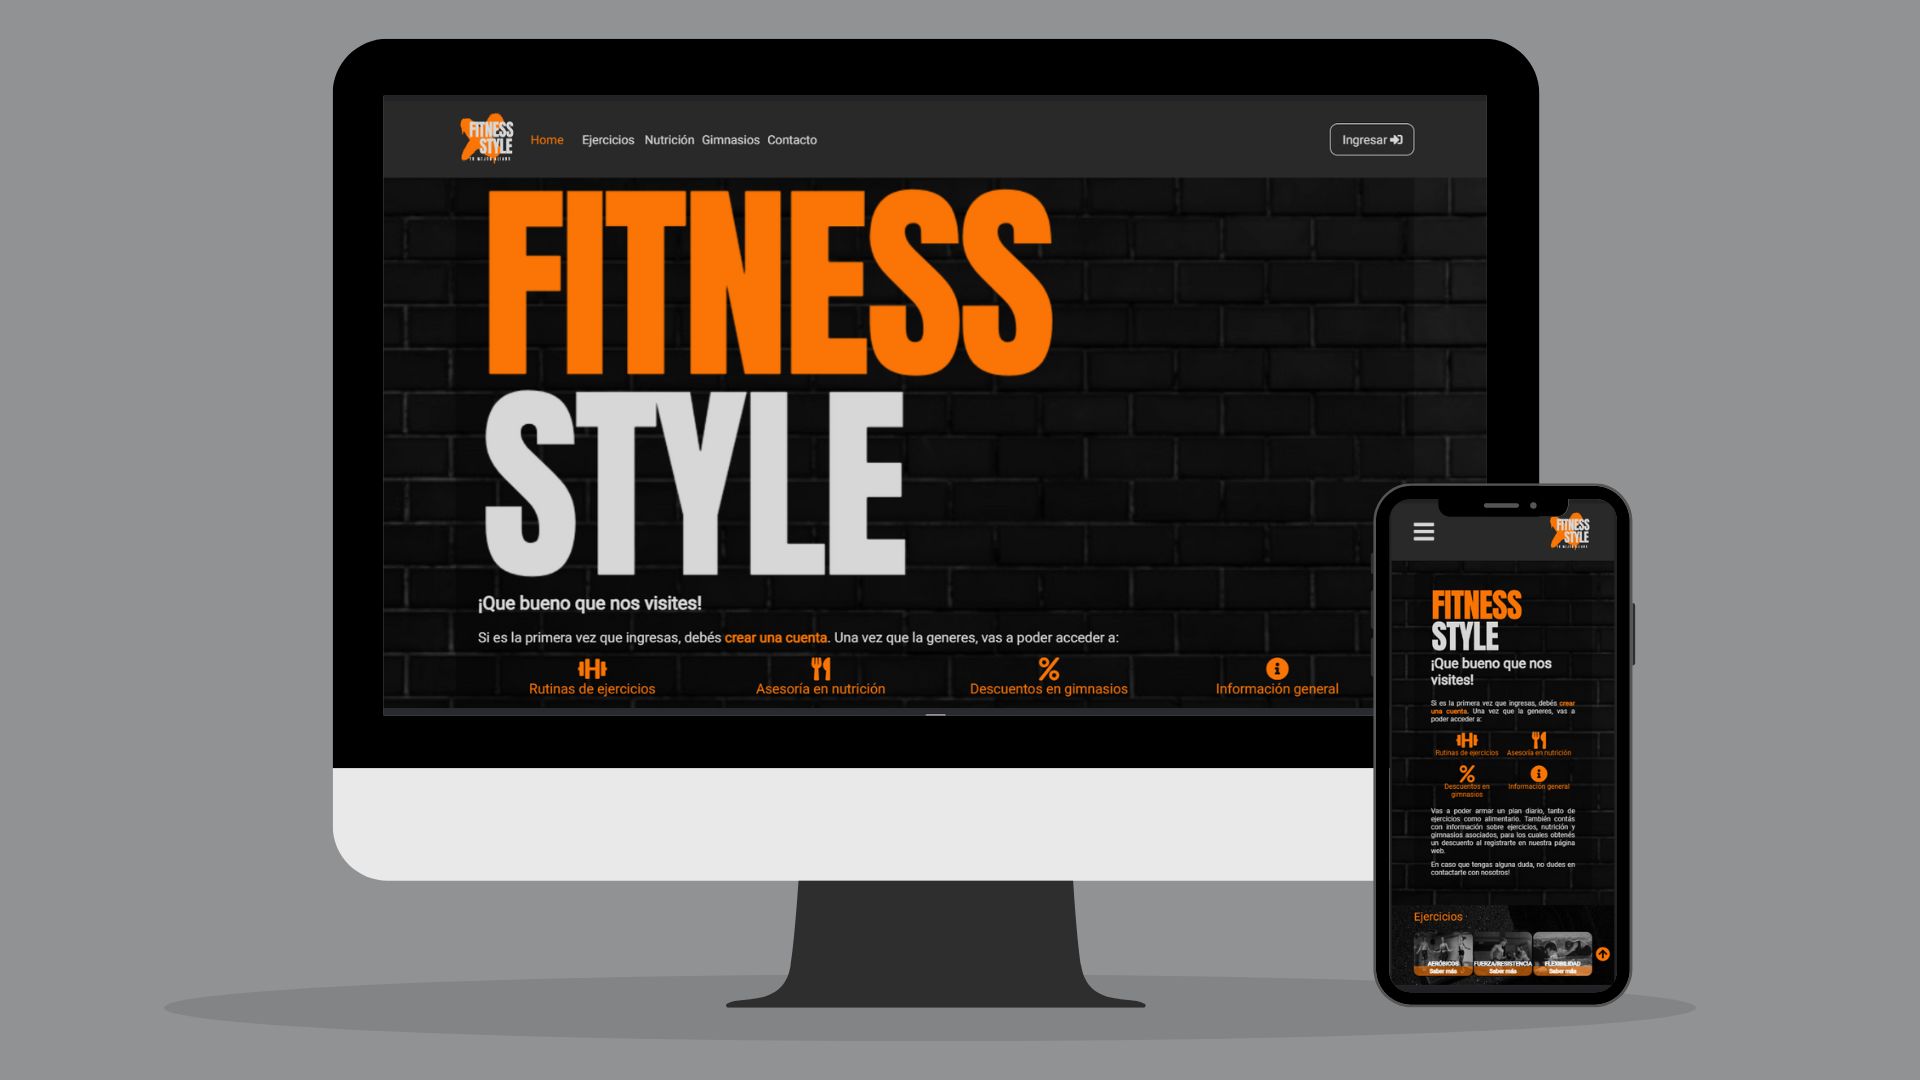 FITNESS
STYLE
TU MEJOR ALIADO
Home Ejercicios Nutrición Gimnasios Contacto
Ingresar
FITNESS
STYLE
¡Que bueno que nos visites!
Si es la primera vez que ingresas, debés crear una cuenta. Una vez que la generes, vas a poder acceder a:
Rutinas de ejercicios Asesoría en nutrición Descuentos en gimnasios Información general
FITNESS
STYLE
FITNESS
STYLE
¡Que bueno que nos
visites!
Si es la primera vez que ingresas, debés crear
una cuenta. Una vez que la generes, vas a
poder acceder a:
Rutinas de ejercicios Asesoría en nutrición
Descuentos en
gimnasios
Información general
Vas a poder armar un plan diario, tanto de
ejercicios como alimentario. También contás
con información sobre ejercicios, nutrición y
gimnasios asociados, para los cuales obtenés
un descuento al registrarte en nuestra página
web.
En caso que tengas alguna duda, no dudes en
contactarte con nosotros!
Ejercicios
AERÓBICOS FUERZA/RESISTENCIA FLEXIBILIDAD
Saber más Saber más Saber más